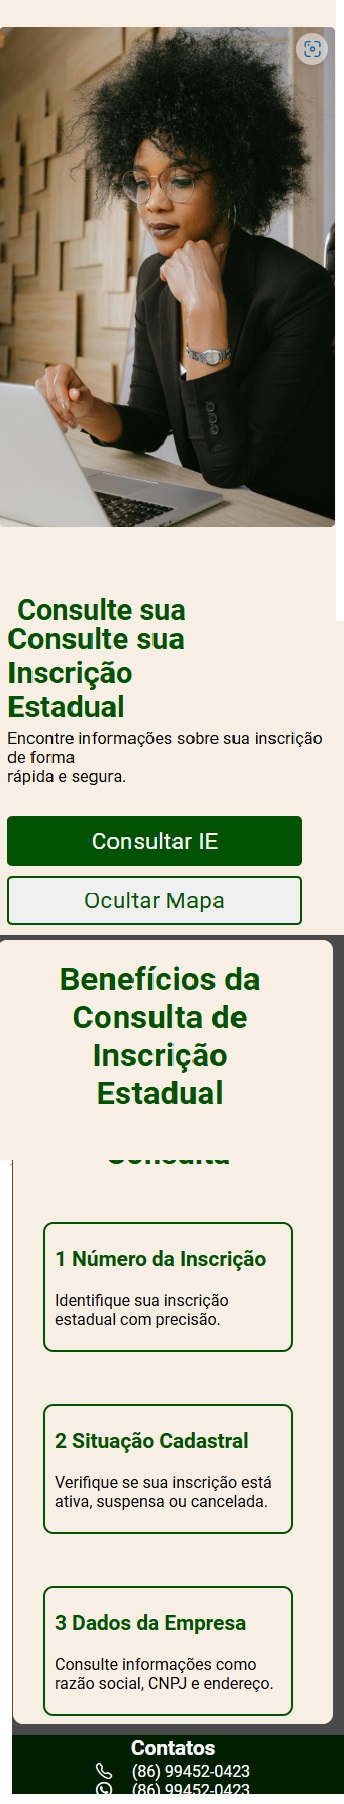 Consulte sua
Consulte sua
Inscrição
Estadual
Encontre informações sobre sua inscrição
de forma
rápida e segura.
Consultar IE
Ocultar Mapa
Benefícios da
Consulta de
Inscrição
Estadual
Consulta
1 Número da Inscrição
Identifique sua inscrição
estadual com precisão.
2 Situação Cadastral
Verifique se sua inscrição está
ativa, suspensa ou cancelada.
3 Dados da Empresa
Consulte informações como
razão social, CNPJ e endereço.
Contatos
(86) 99452-0423
(86) 99452-0423